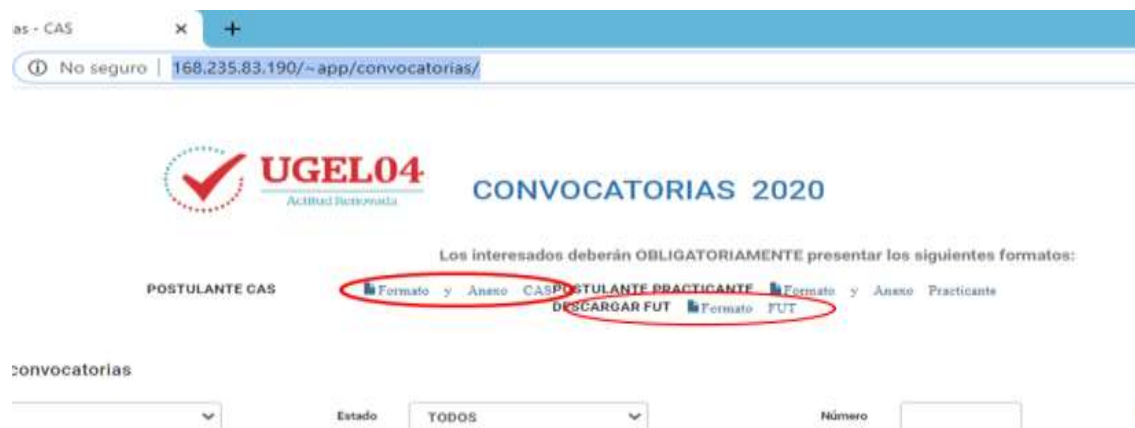 as - CAS × +
No seguro | 168.235.83.190/~app/convocatorias/
UGEL04
Actitud Renovada
CONVOCATORIAS 2020
Los interesados deberán OBLIGATORIAMENTE presentar los siguientes formatos:
POSTULANTE CAS Formato y Anexo CAS POSTULANTE PRACTICANTE Formato y Anexo Practicante
DESCARGAR FUT Formato FUT
convocatorias
Estado TODOS Número